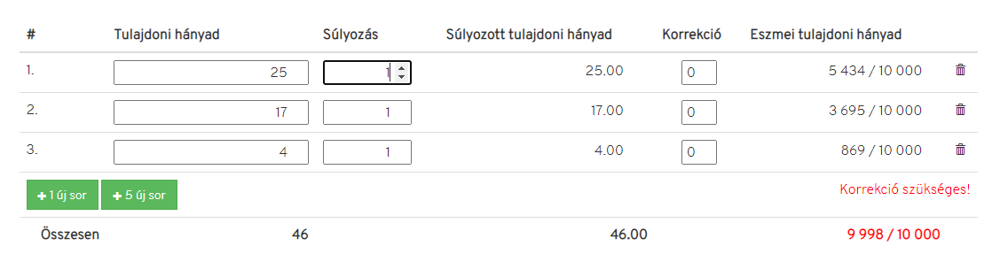 # Tulajdoni hányad Súlyozás Súlyozott tulajdoni hányad Korrekció Eszmei tulajdoni hányad
1. 25 1 25.00 0 5 434 / 10 000
2. 17 1 17.00 0 3 695 / 10 000
3. 4 1 4.00 0 869 / 10 000
+ 1 új sor + 5 új sor Korrekció szükséges!
Összesen 46 46.00 9 998 / 10 000